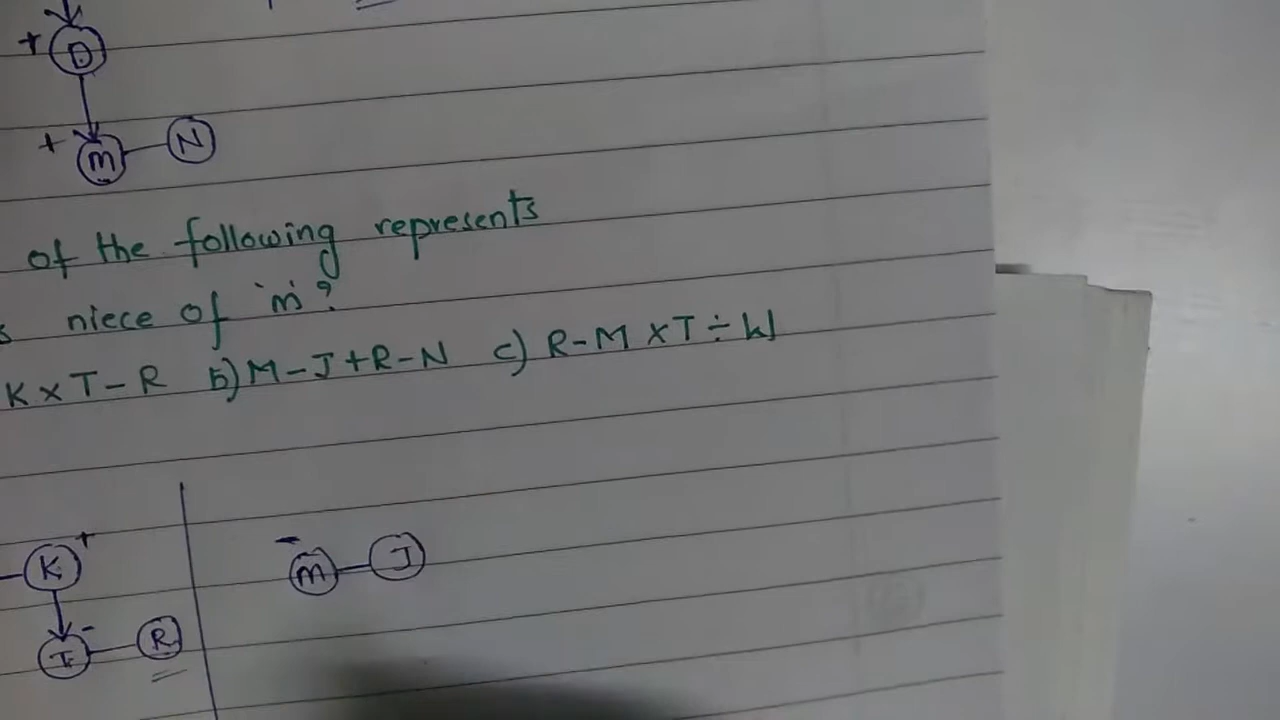 + D
+ M N
of the following represents
niece of 'm'?
K × T - R b) M - J + R - N c) R - M × T ÷ W
K +
- M J
T - R